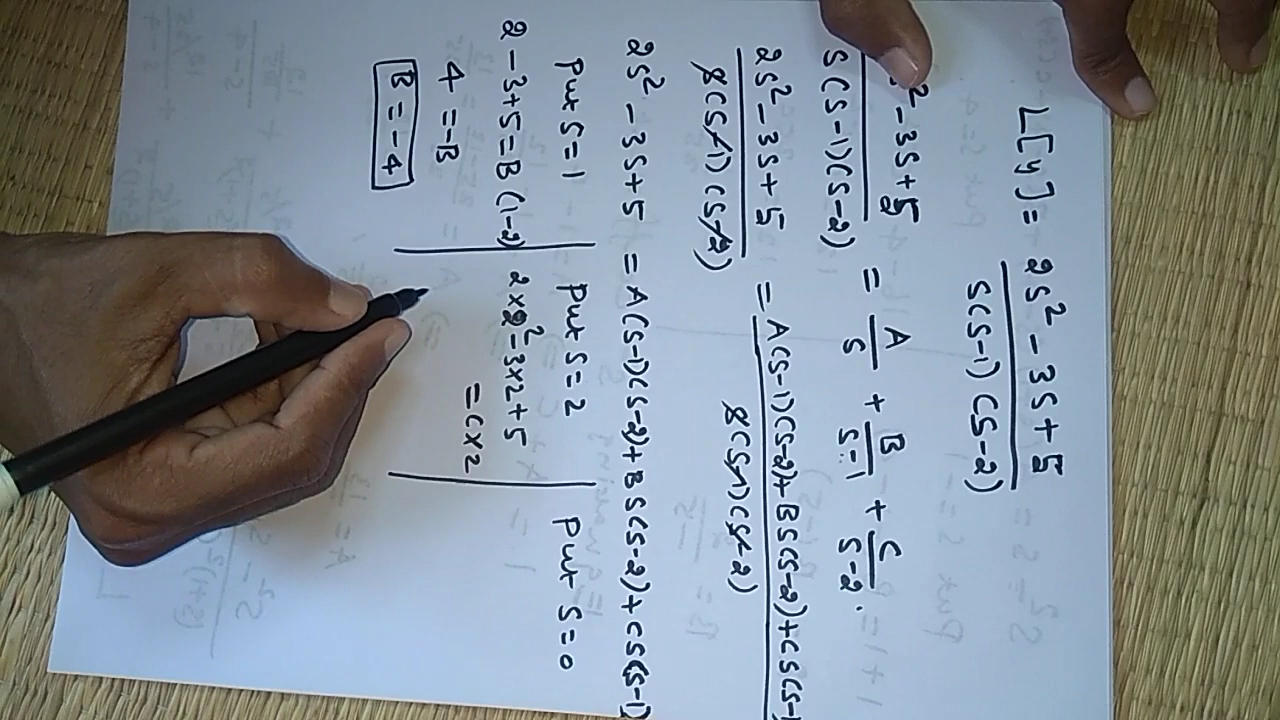 L[y] = 2s² - 3s + 5 / s(s-1)(s-2)
² - 3s + 5 / s(s-1)(s-2) = A/s + B/s-1 + C/s-2.
2s² - 3s + 5 / s(s-1)(s-2) = A(s-1)(s-2) + Bs(s-2) + Cs(s-1 / s(s-1)(s-2)
2s² - 3s + 5 = A(s-1)(s-2) + Bs(s-2) + Cs(s-1)
Put s = 1
2 - 3 + 5 = B(1-2)
4 = -B
B = -4
Put s = 2
2×2² - 3×2 + 5
= C×2
Put s = 0